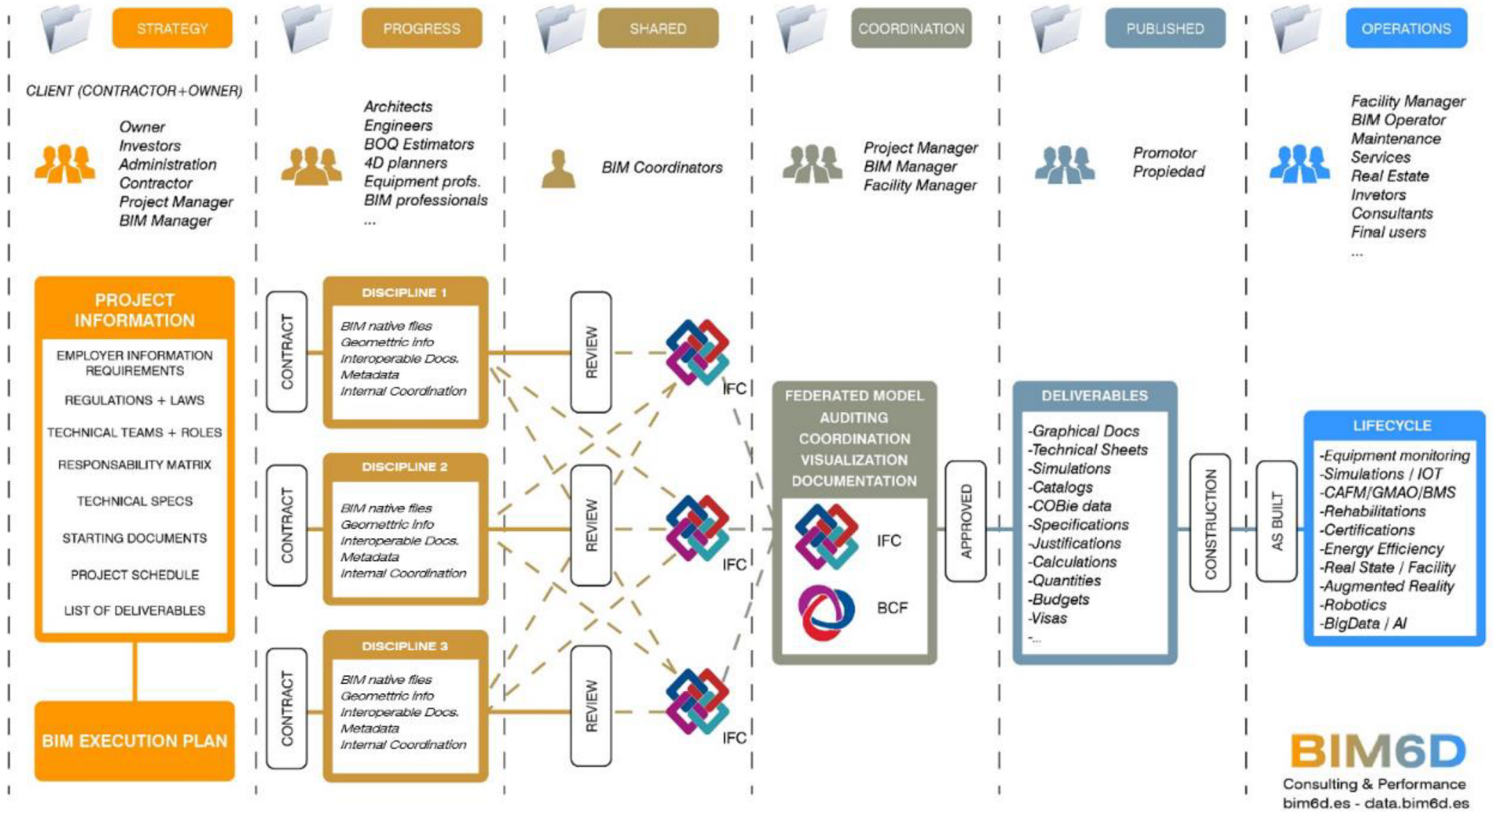 STRATEGY
PROGRESS
SHARED
COORDINATION
PUBLISHED
OPERATIONS
CLIENT (CONTRACTOR+OWNER)
Owner
Investors
Administration
Contractor
Project Manager
BIM Manager
Architects
Engineers
BOQ Estimators
4D planners
Equipment profs.
BIM professionals
...
BIM Coordinators
Project Manager
BIM Manager
Facility Manager
Promotor
Propiedad
Facility Manager
BIM Operator
Maintenance
Services
Real Estate
Invetors
Consultants
Final users
...
PROJECT
INFORMATION
EMPLOYER INFORMATION
REQUIREMENTS
REGULATIONS + LAWS
TECHNICAL TEAMS + ROLES
RESPONSABILITY MATRIX
TECHNICAL SPECS
STARTING DOCUMENTS
PROJECT SCHEDULE
LIST OF DELIVERABLES
BIM EXECUTION PLAN
CONTRACT
DISCIPLINE 1
BIM native files
Geomettric info
Interoperable Docs.
Metadata
Internal Coordination
REVIEW
IFC
CONTRACT
DISCIPLINE 2
BIM native files
Geomettric info
Interoperable Docs.
Metadata
Internal Coordination
REVIEW
IFC
CONTRACT
DISCIPLINE 3
BIM native files
Geomettric info
Interoperable Docs.
Metadata
Internal Coordination
REVIEW
IFC
FEDERATED MODEL
AUDITING
COORDINATION
VISUALIZATION
DOCUMENTATION
IFC
BCF
APPROVED
DELIVERABLES
-Graphical Docs
-Technical Sheets
-Simulations
-Catalogs
-COBie data
-Specifications
-Justifications
-Calculations
-Quantities
-Budgets
-Visas
-...
CONSTRUCTION
AS BUILT
LIFECYCLE
-Equipment monitoring
-Simulations / IOT
-CAFM/GMAO/BMS
-Rehabilitations
-Certifications
-Energy Efficiency
-Real State / Facility
-Augmented Reality
-Robotics
-BigData / AI
BIM6D
Consulting & Performance
bim6d.es - data.bim6d.es